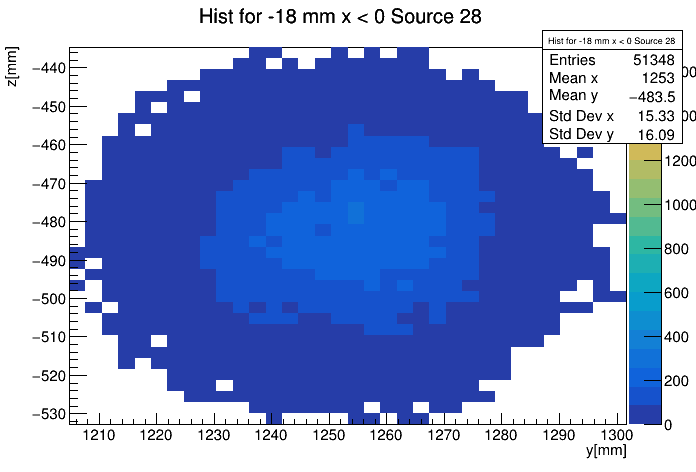 Hist for -18 mm x < 0 Source 28
Hist for -18 mm x < 0 Source 28
Entries 51348
Mean x 1253
Mean y −483.5
Std Dev x 15.33
Std Dev y 16.09
z[mm]
−440
−450
−460
−470
−480
−490
−500
−510
−520
−530
1210 1220 1230 1240 1250 1260 1270 1280 1290 1300
y[mm]
1200
1000
800
600
400
200
0